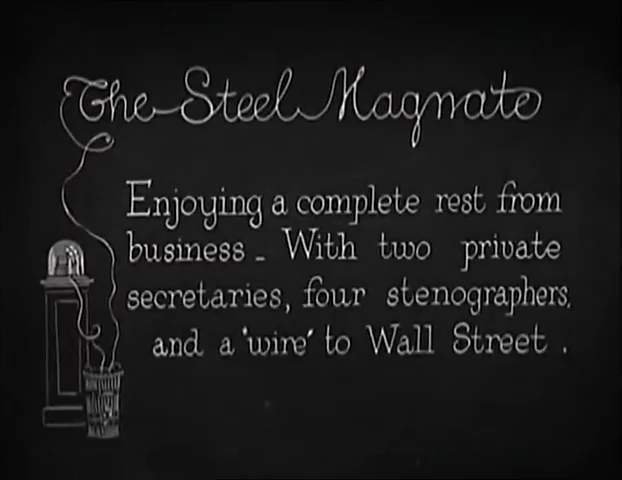 The Steel Magnate
Enjoying a complete rest from
business - With two private
secretaries, four stenographers,
and a 'wire' to Wall Street .